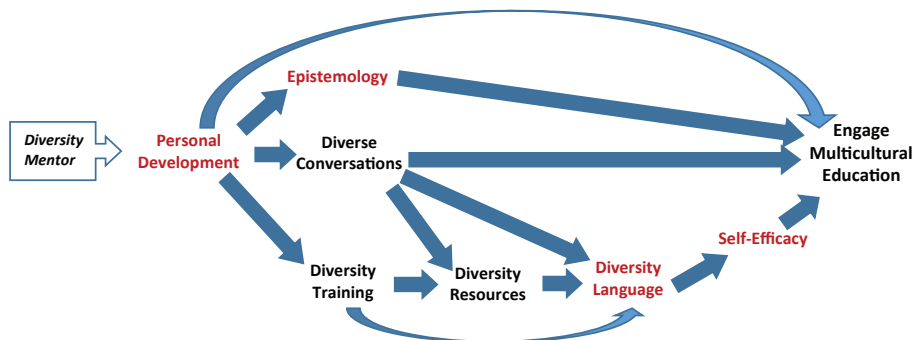 Epistemology
Diversity
Mentor
Personal
Development
Diverse
Conversations
Engage
Multicultural
Education
Self-Efficacy
Diversity
Training
Diversity
Resources
Diversity
Language